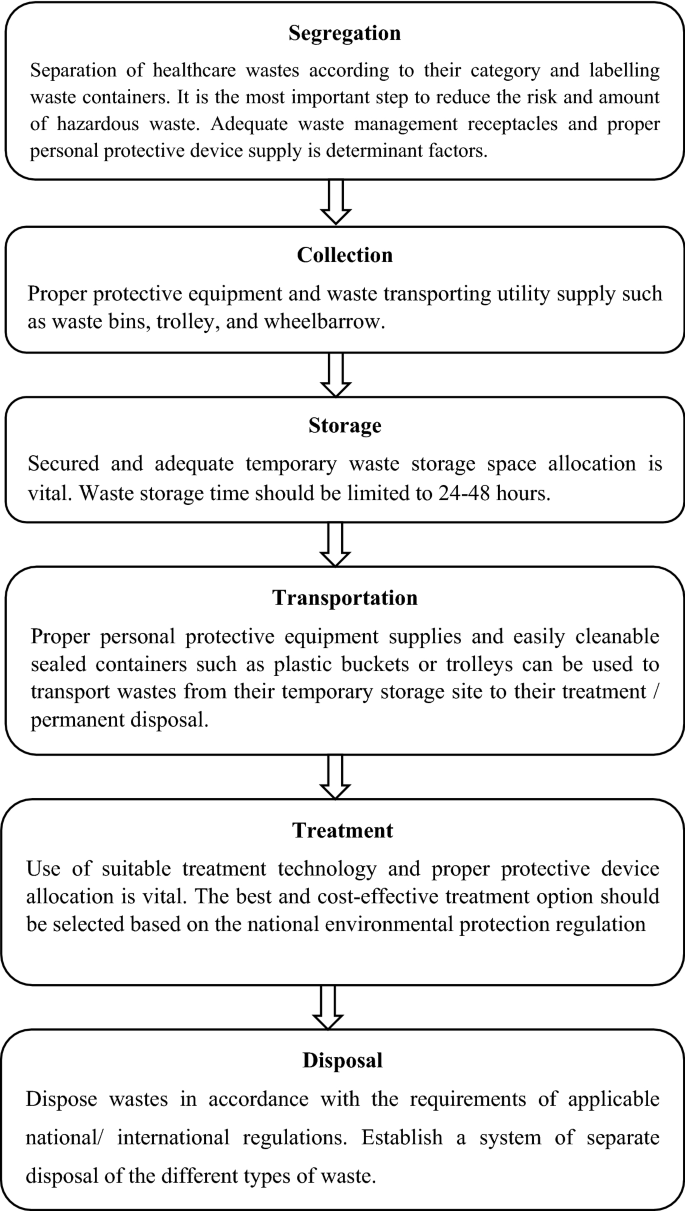 Segregation
Separation of healthcare wastes according to their category and labelling
waste containers. It is the most important step to reduce the risk and amount
of hazardous waste. Adequate waste management receptacles and proper
personal protective device supply is determinant factors.
Collection
Proper protective equipment and waste transporting utility supply such
as waste bins, trolley, and wheelbarrow.
Storage
Secured and adequate temporary waste storage space allocation is
vital. Waste storage time should be limited to 24-48 hours.
Transportation
Proper personal protective equipment supplies and easily cleanable
sealed containers such as plastic buckets or trolleys can be used to
transport wastes from their temporary storage site to their treatment /
permanent disposal.
Treatment
Use of suitable treatment technology and proper protective device
allocation is vital. The best and cost-effective treatment option should
be selected based on the national environmental protection regulation
Disposal
Dispose wastes in accordance with the requirements of applicable
national/ international regulations. Establish a system of separate
disposal of the different types of waste.